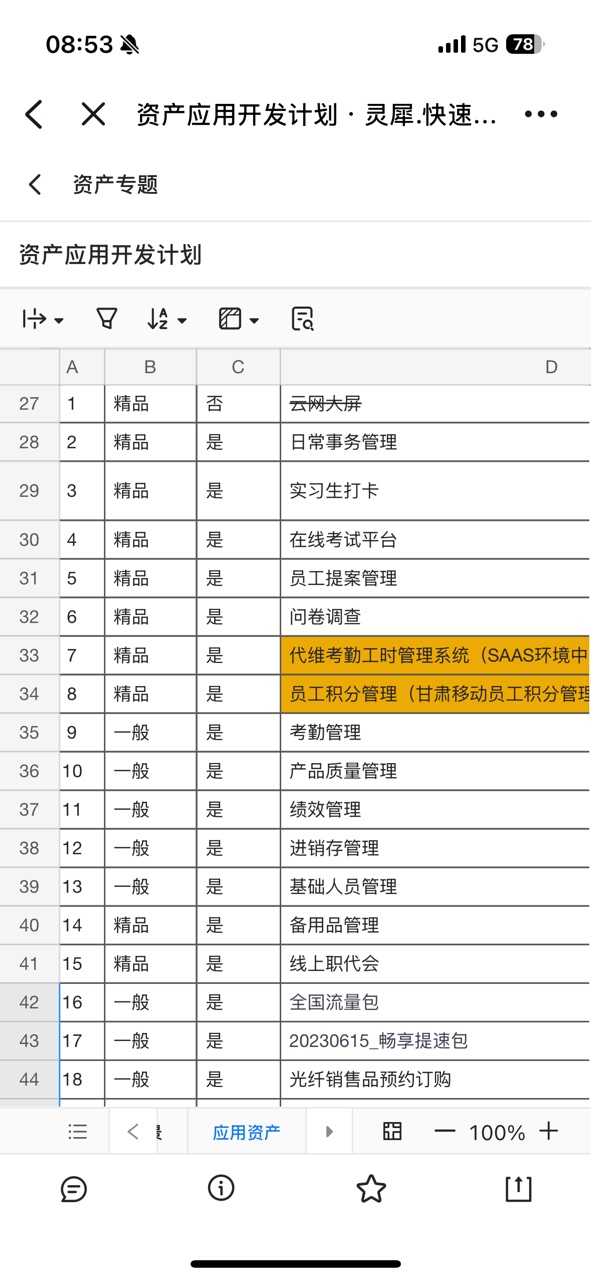 08:53 5G 78
资产应用开发计划 · 灵犀.快速...
资产专题
资产应用开发计划
A B C D
27 1 精品 否 云网大屏
28 2 精品 是 日常事务管理
29 3 精品 是 实习生打卡
30 4 精品 是 在线考试平台
31 5 精品 是 员工提案管理
32 6 精品 是 问卷调查
33 7 精品 是 代维考勤工时管理系统（SAAS环境中
34 8 精品 是 员工积分管理（甘肃移动员工积分管理
35 9 一般 是 考勤管理
36 10 一般 是 产品质量管理
37 11 一般 是 绩效管理
38 12 一般 是 进销存管理
39 13 一般 是 基础人员管理
40 14 精品 是 备用品管理
41 15 精品 是 线上职代会
42 16 一般 是 全国流量包
43 17 一般 是 20230615_畅享提速包
44 18 一般 是 光纤销售品预约订购
应用资产 100%